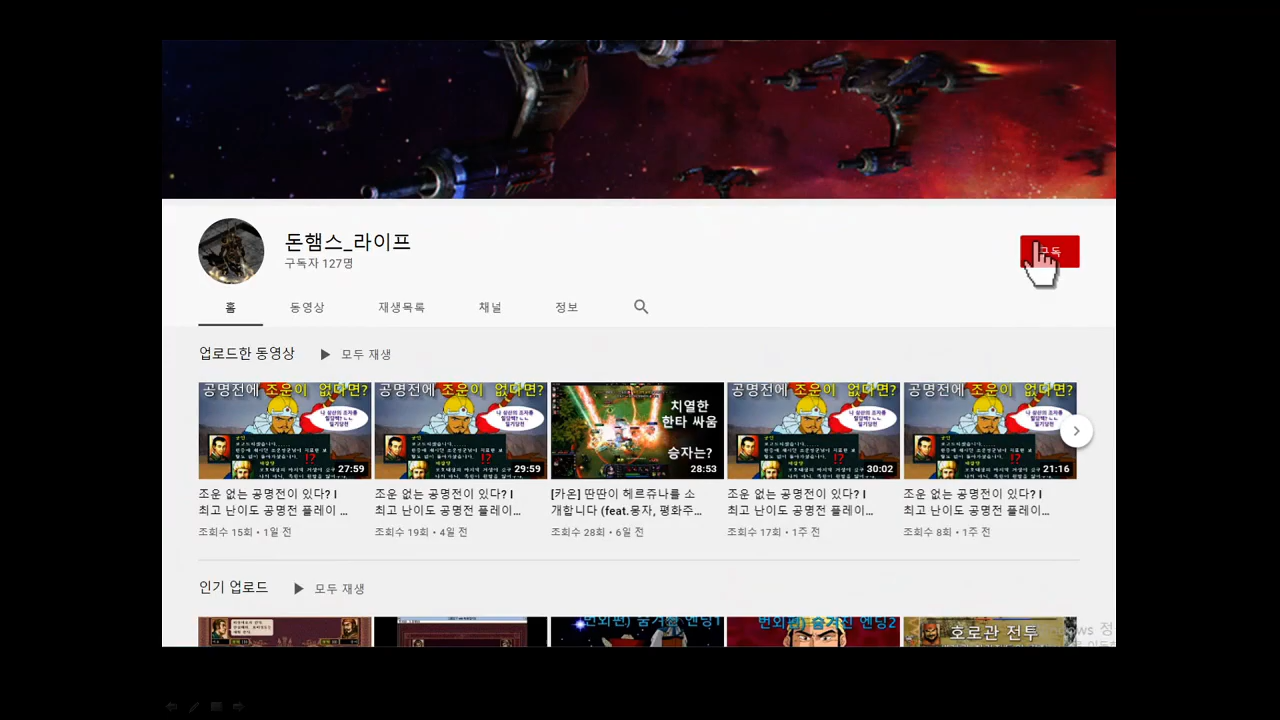 돈햄스_라이프
구독자 127명
구독
홈
동영상
재생목록
채널
정보
업로드한 동영상
모두 재생
공명전에 조운이 없다면?
27:59
공명전에 조운이 없다면?
29:59
치열한
한타 싸움
승자는?
28:53
공명전에 조운이 없다면?
30:02
공명전에 조운이 없다면?
21:16
조운 없는 공명전이 있다? I
최고 난이도 공명전 플레이 ...
조회수 15회 • 1일 전
조운 없는 공명전이 있다? I
최고 난이도 공명전 플레이...
조회수 19회 • 4일 전
[카온] 딴딴이 헤르쥬나를 소
개합니다 (feat.몽자, 평화주...
조회수 28회 • 6일 전
조운 없는 공명전이 있다? I
최고 난이도 공명전 플레이...
조회수 17회 • 1주 전
조운 없는 공명전이 있다? I
최고 난이도 공명전 플레이...
조회수 8회 • 1주 전
인기 업로드
모두 재생
번외편) 숨겨진 엔딩1
번외편) 숨겨진 엔딩2
호로관 전투